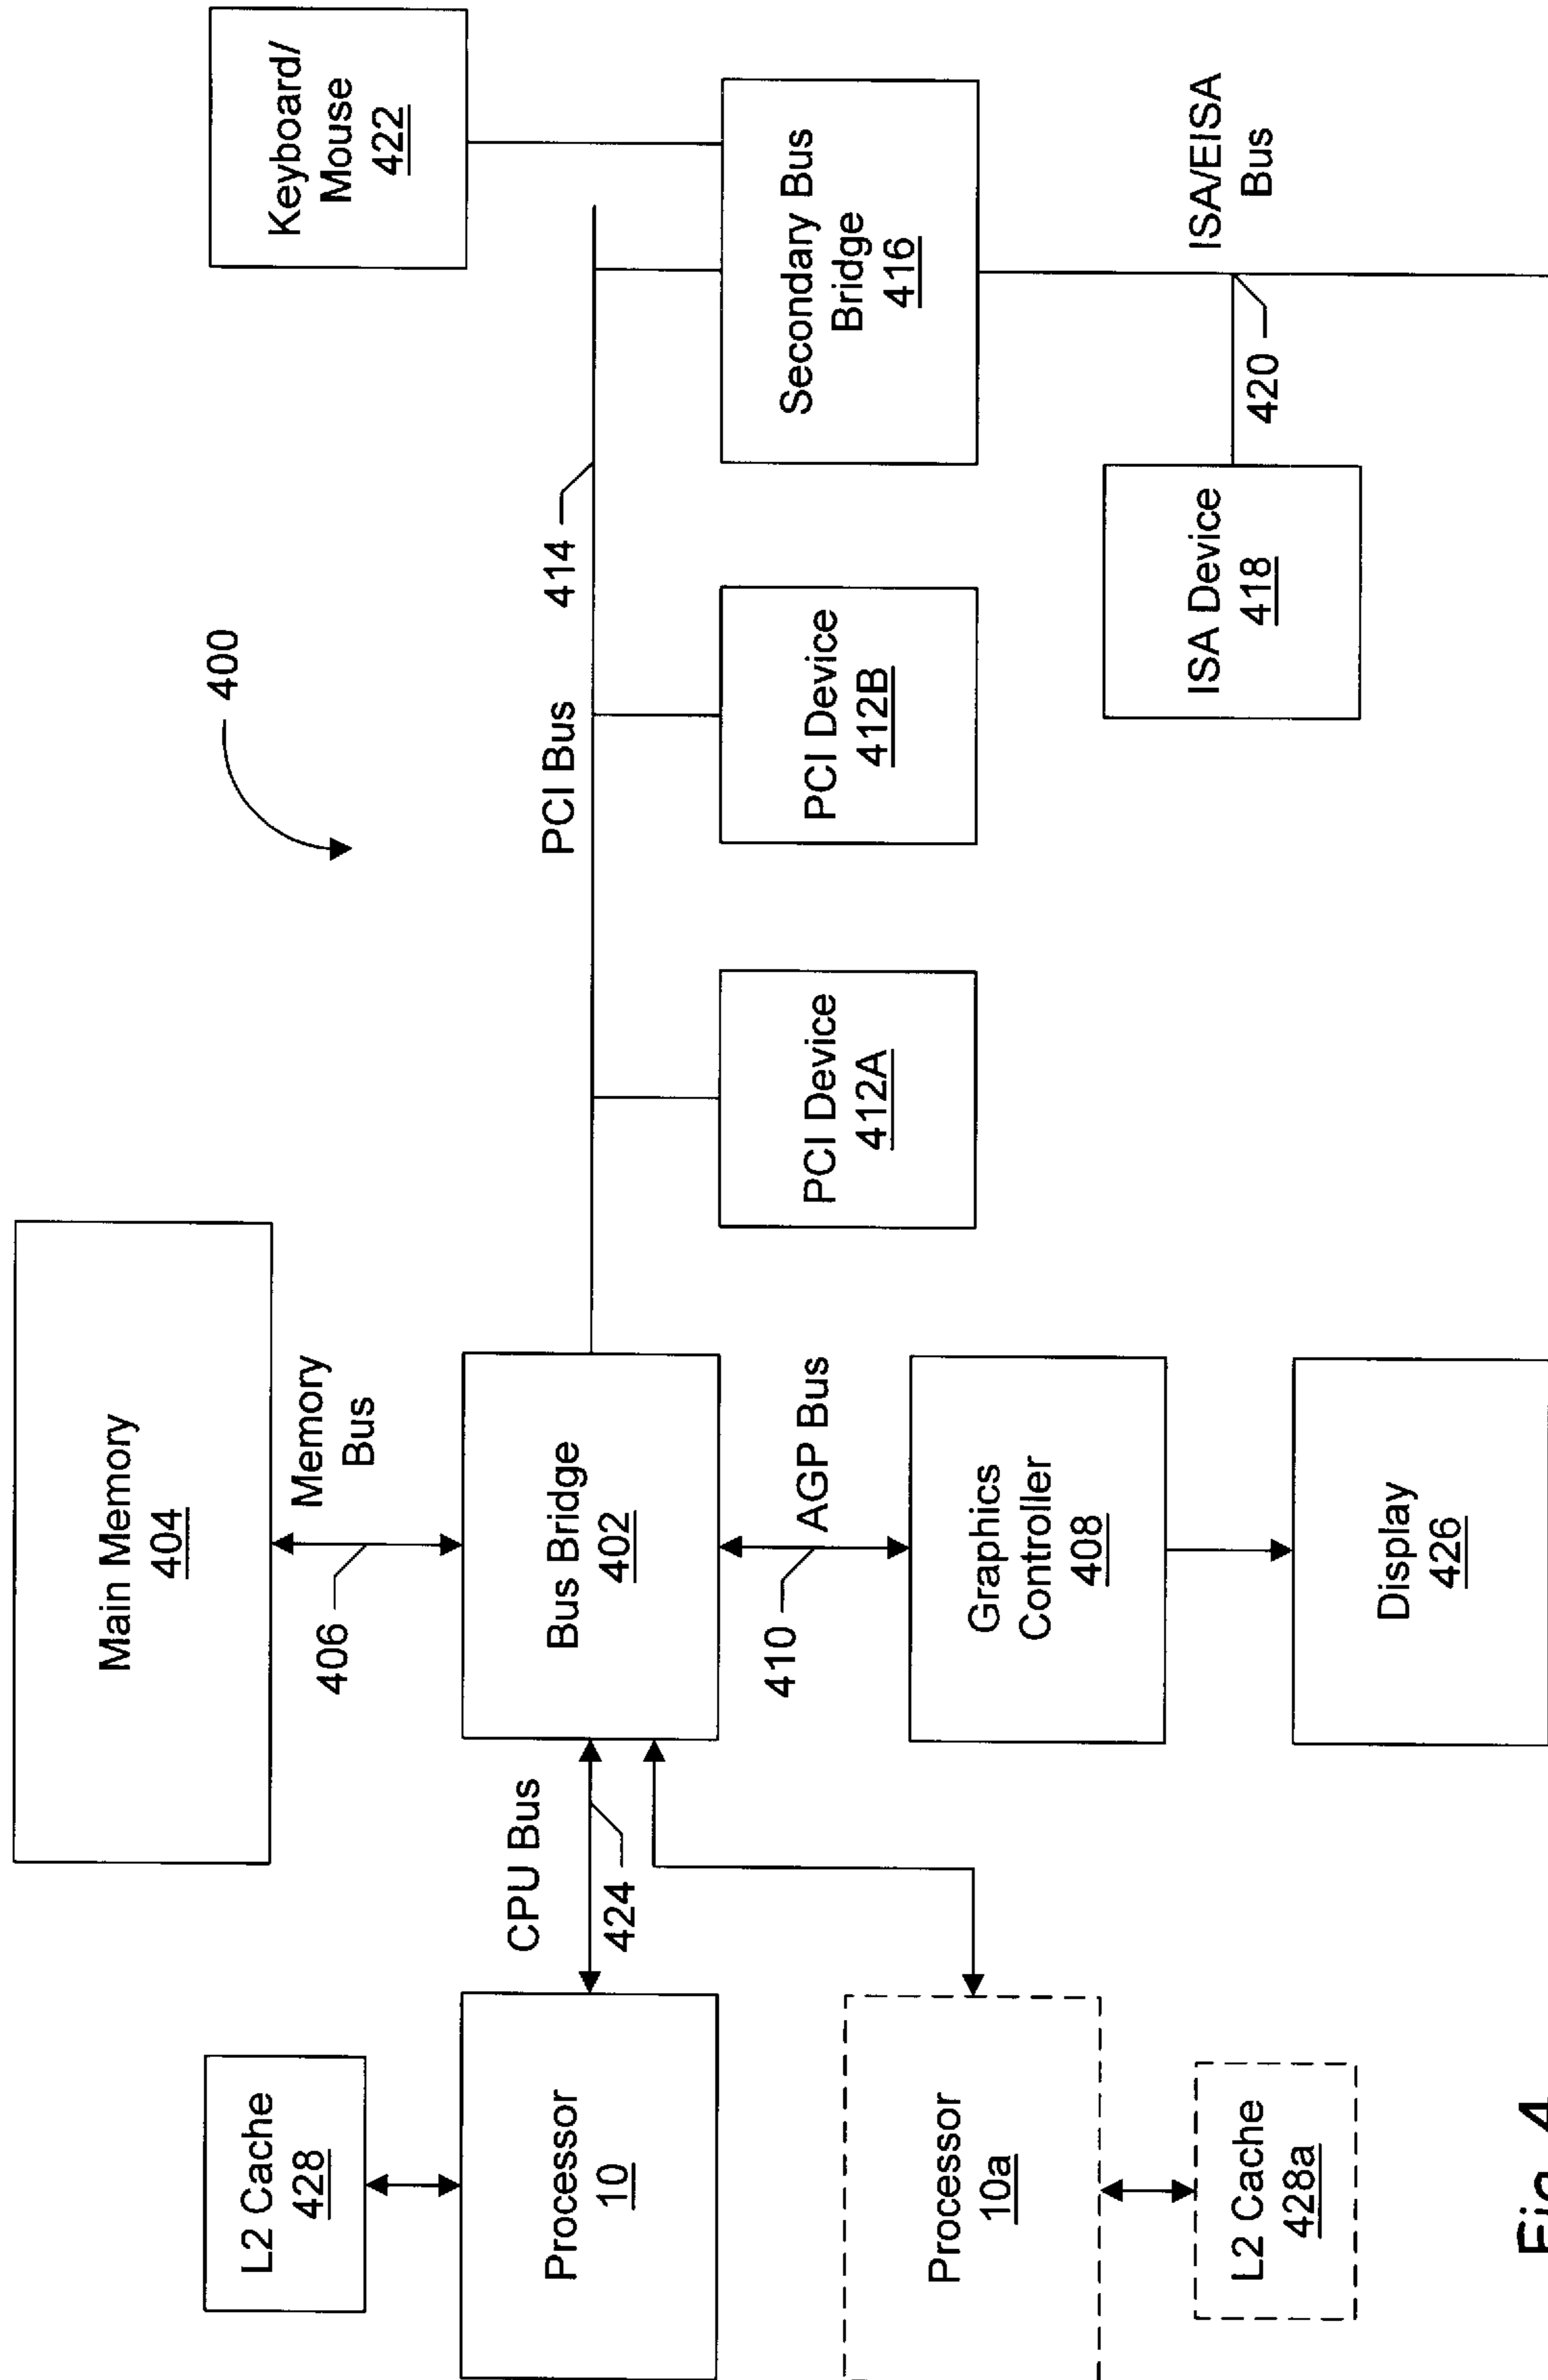 400
Main Memory
404
Keyboard/
Mouse
422
L2 Cache
428
406
Memory
Bus
CPU Bus
424
PCI Bus
414
Processor
10
Bus Bridge
402
410
AGP Bus
PCI Device
412A
PCI Device
412B
Secondary Bus
Bridge
416
Processor
10a
Graphics
Controller
408
ISA Device
418
420
ISA/EISA
Bus
L2 Cache
428a
Display
426
Fig. 4